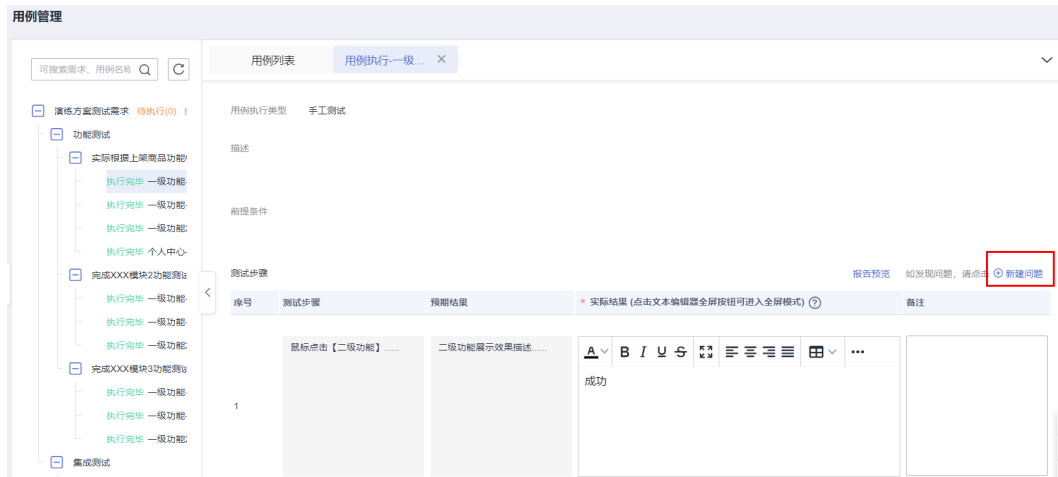 用例管理
可搜索需求、用例名称
用例列表
用例执行-一级...
演练方案测试需求 待执行(0)
功能测试
实际根据上架商品功能
执行完毕 一级功能-
执行完毕 一级功能-
执行完毕 一级功能2
执行完毕 个人中心-
完成XXX模块2功能测试
执行完毕 一级功能-
执行完毕 一级功能-
执行完毕 一级功能2
完成XXX模块3功能测试
执行完毕 一级功能-
执行完毕 一级功能-
执行完毕 一级功能2
集成测试
用例执行类型 手工测试
描述
前提条件
测试步骤
报告预览 如发现问题，请点击 新建问题
序号 测试步骤 预期结果 * 实际结果 (点击文本编辑器全屏按钮可进入全屏模式) 备注
1 鼠标点击【二级功能】...... 二级功能展示效果描述......
A B I U S
成功